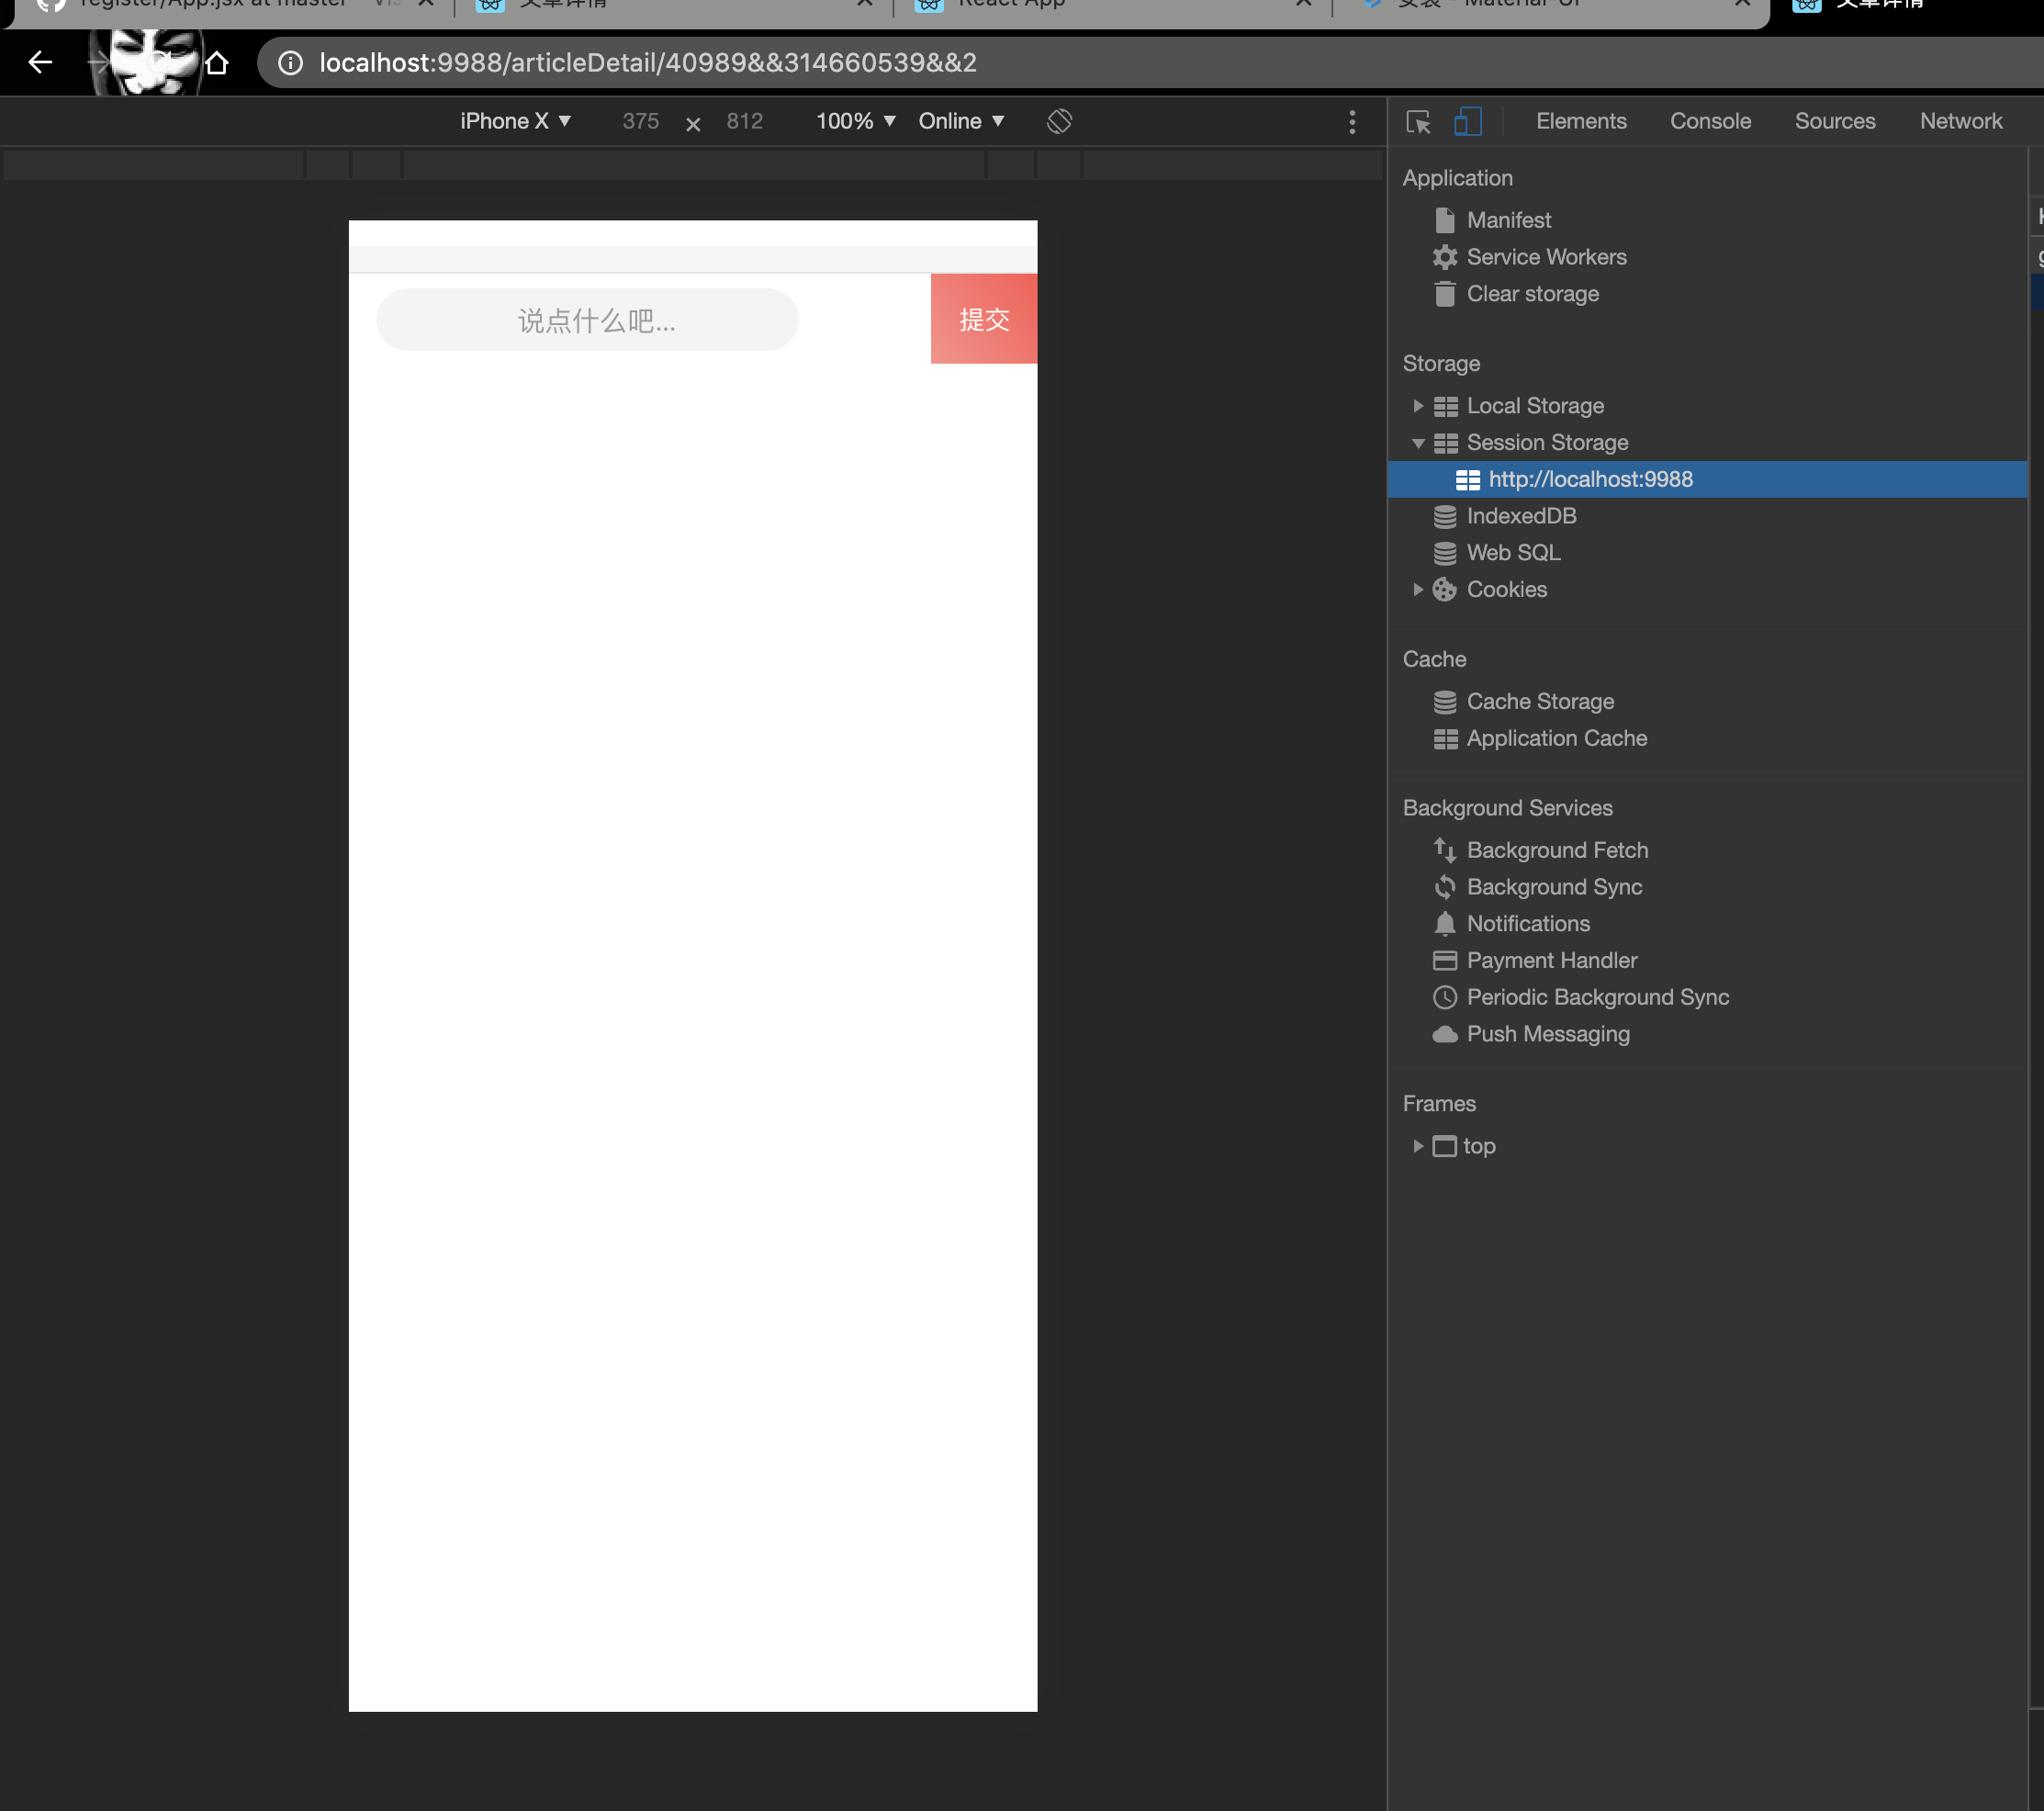 register/App.jsx at master
文章详情
React App
安装 - Material-UI
文章详情
localhost:9988/articleDetail/40989&&314660539&&2
iPhone X ▼ 375 × 812 100% ▼ Online ▼
Elements Console Sources Network
说点什么吧...
提交
Application
Manifest
Service Workers
Clear storage
Storage
Local Storage
Session Storage
http://localhost:9988
IndexedDB
Web SQL
Cookies
Cache
Cache Storage
Application Cache
Background Services
Background Fetch
Background Sync
Notifications
Payment Handler
Periodic Background Sync
Push Messaging
Frames
top